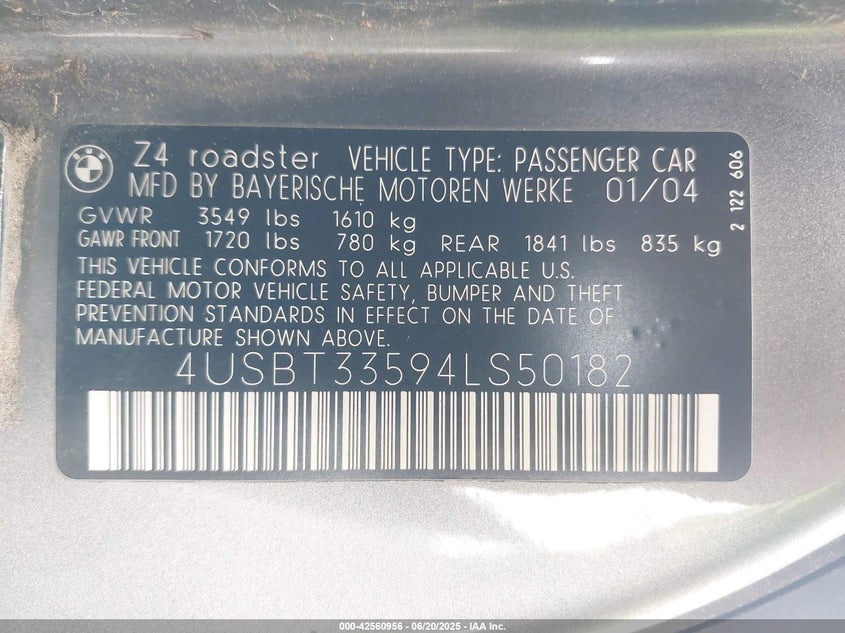 Z4 roadster VEHICLE TYPE: PASSENGER CAR
MFD BY BAYERISCHE MOTOREN WERKE 01/04
GVWR 3549 lbs 1610 kg
GAWR FRONT 1720 lbs 780 kg REAR 1841 lbs 835 kg
THIS VEHICLE CONFORMS TO ALL APPLICABLE U.S.
FEDERAL MOTOR VEHICLE SAFETY, BUMPER AND THEFT
PREVENTION STANDARDS IN EFFECT ON THE DATE OF
MANUFACTURE SHOWN ABOVE.
4USBT33594LS50182
2 122 606
000-42560956 - 06/20/2025 - IAA Inc.